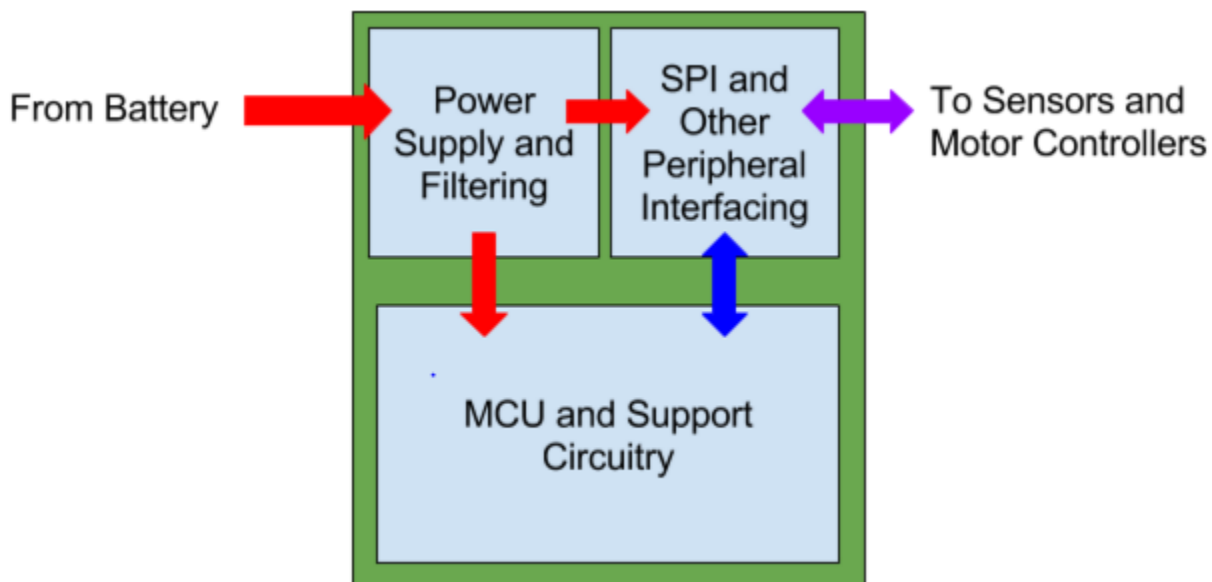 From Battery
Power
Supply and
Filtering
SPI and
Other
Peripheral
Interfacing
To Sensors and
Motor Controllers
MCU and Support
Circuitry